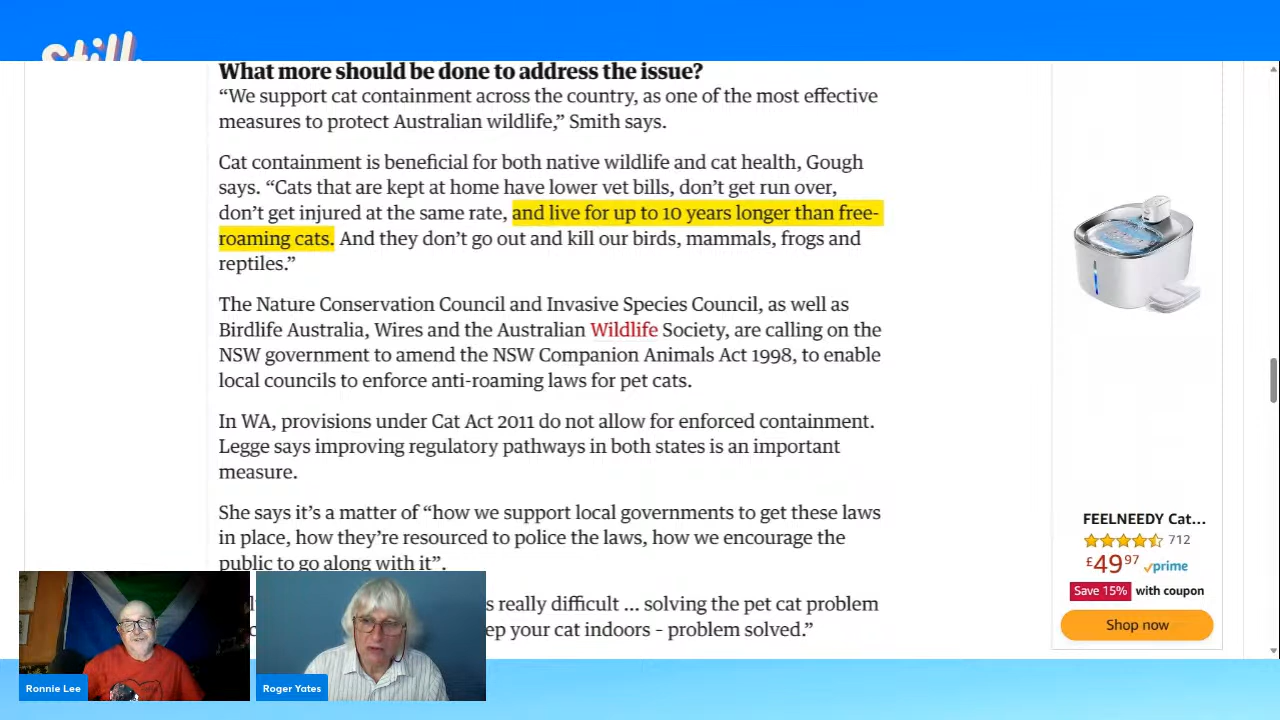 Still
What more should be done to address the issue?
“We support cat containment across the country, as one of the most effective
measures to protect Australian wildlife,” Smith says.
Cat containment is beneficial for both native wildlife and cat health, Gough
says. “Cats that are kept at home have lower vet bills, don’t get run over,
don’t get injured at the same rate, and live for up to 10 years longer than free-
roaming cats. And they don’t go out and kill our birds, mammals, frogs and
reptiles.”
The Nature Conservation Council and Invasive Species Council, as well as
Birdlife Australia, Wires and the Australian Wildlife Society, are calling on the
NSW government to amend the NSW Companion Animals Act 1998, to enable
local councils to enforce anti-roaming laws for pet cats.
In WA, provisions under Cat Act 2011 do not allow for enforced containment.
Legge says improving regulatory pathways in both states is an important
measure.
She says it’s a matter of “how we support local governments to get these laws
in place, how they’re resourced to police the laws, how we encourage the
public to go along with it”.
really difficult ... solving the pet cat problem
your cat indoors – problem solved.”
FEELNEEDY Cat...
712
£4997 prime
Save 15% with coupon
Shop now
Ronnie Lee
Roger Yates